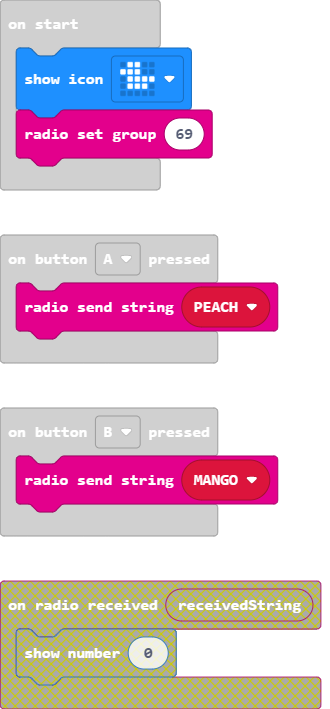 on start
show icon
radio set group 69
on button A pressed
radio send string PEACH
on button B pressed
radio send string MANGO
on radio received receivedString
show number 0